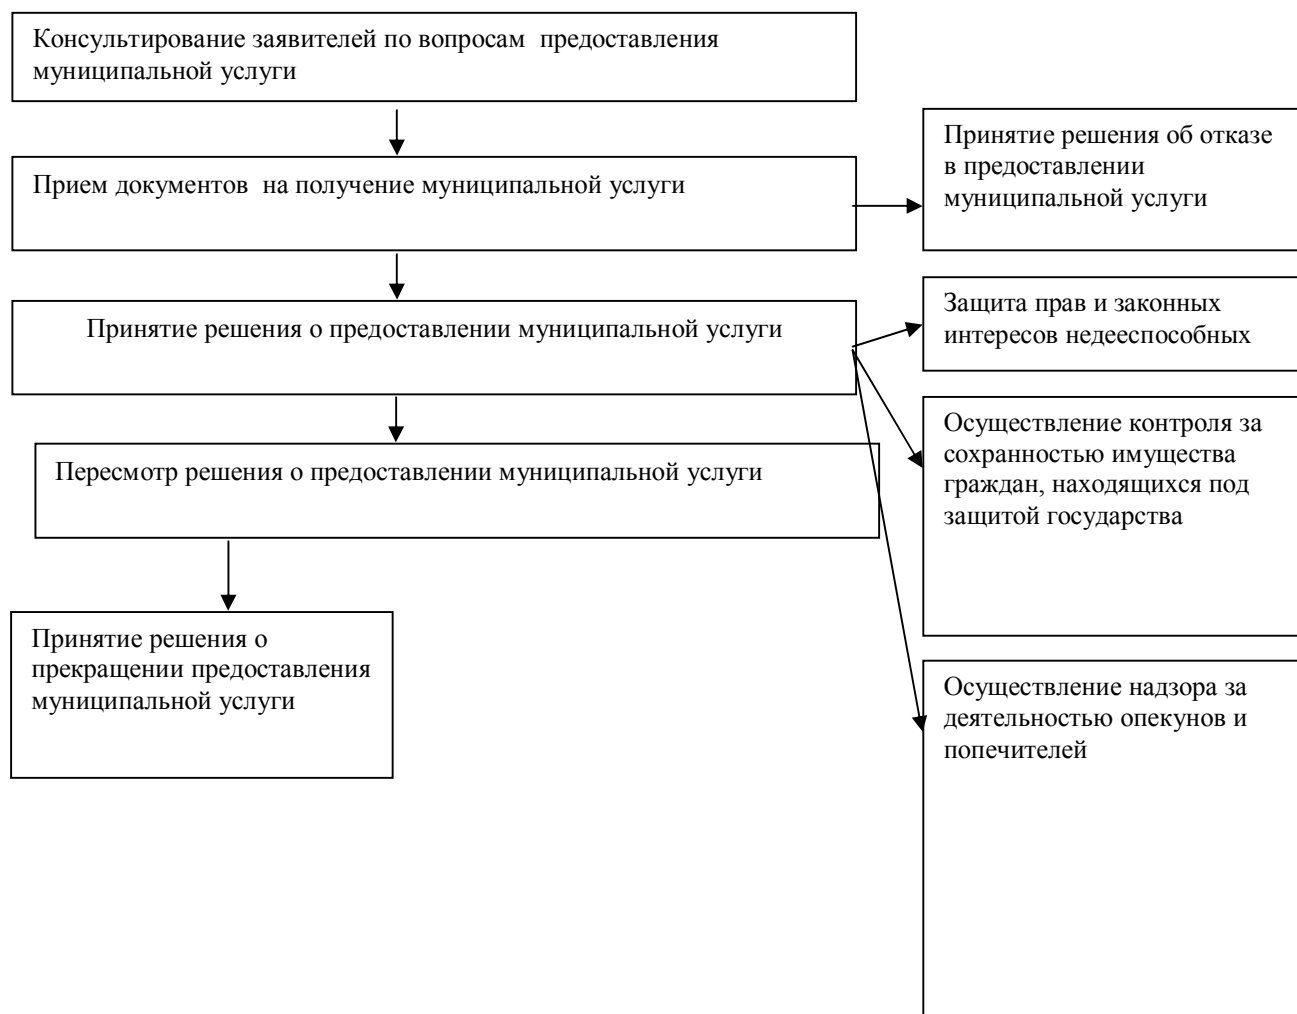 Консультирование заявителей по вопросам предоставления
муниципальной услуги
Прием документов на получение муниципальной услуги
Принятие решения об отказе
в предоставлении
муниципальной услуги
Принятие решения о предоставлении муниципальной услуги
Защита прав и законных
интересов недееспособных
Осуществление контроля за
сохранностью имущества
граждан, находящихся под
защитой государства
Пересмотр решения о предоставлении муниципальной услуги
Принятие решения о
прекращении предоставления
муниципальной услуги
Осуществление надзора за
деятельностью опекунов и
попечителей